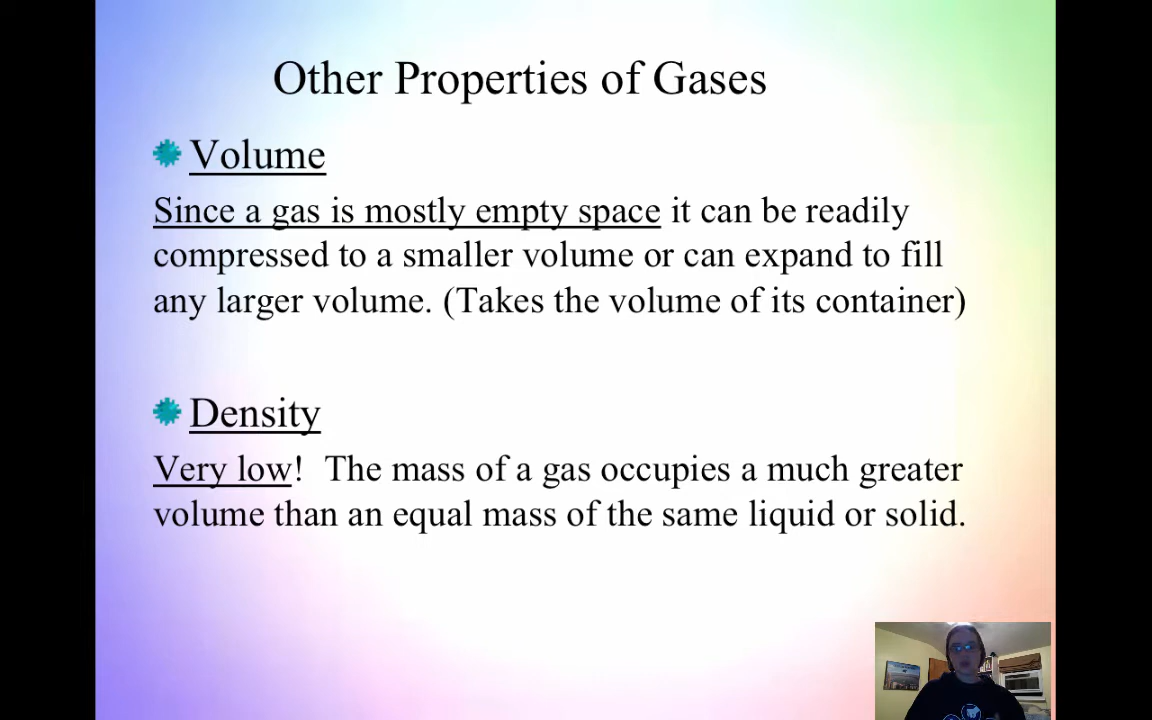 Other Properties of Gases
Volume
Since a gas is mostly empty space it can be readily
compressed to a smaller volume or can expand to fill
any larger volume. (Takes the volume of its container)
Density
Very low!  The mass of a gas occupies a much greater
volume than an equal mass of the same liquid or solid.